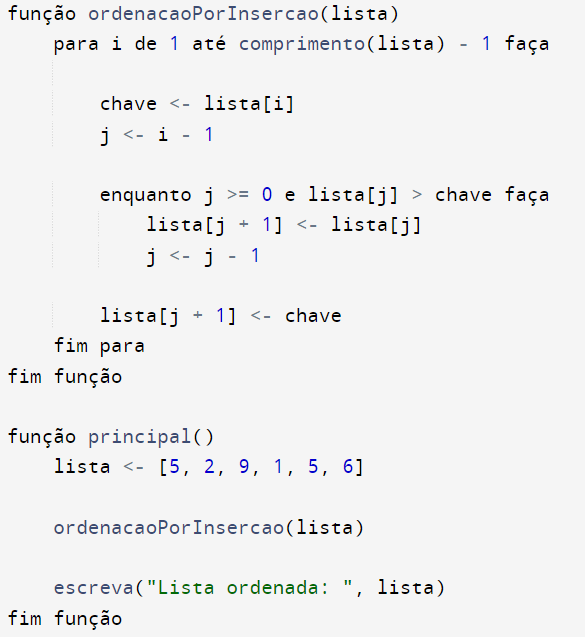 função ordenacaoPorInsercao(lista)
    para i de 1 até comprimento(lista) - 1 faça

        chave <- lista[i]
        j <- i - 1

        enquanto j >= 0 e lista[j] > chave faça
            lista[j + 1] <- lista[j]
            j <- j - 1

        lista[j + 1] <- chave
    fim para
fim função

função principal()
    lista <- [5, 2, 9, 1, 5, 6]

    ordenacaoPorInsercao(lista)

    escreva("Lista ordenada: ", lista)
fim função